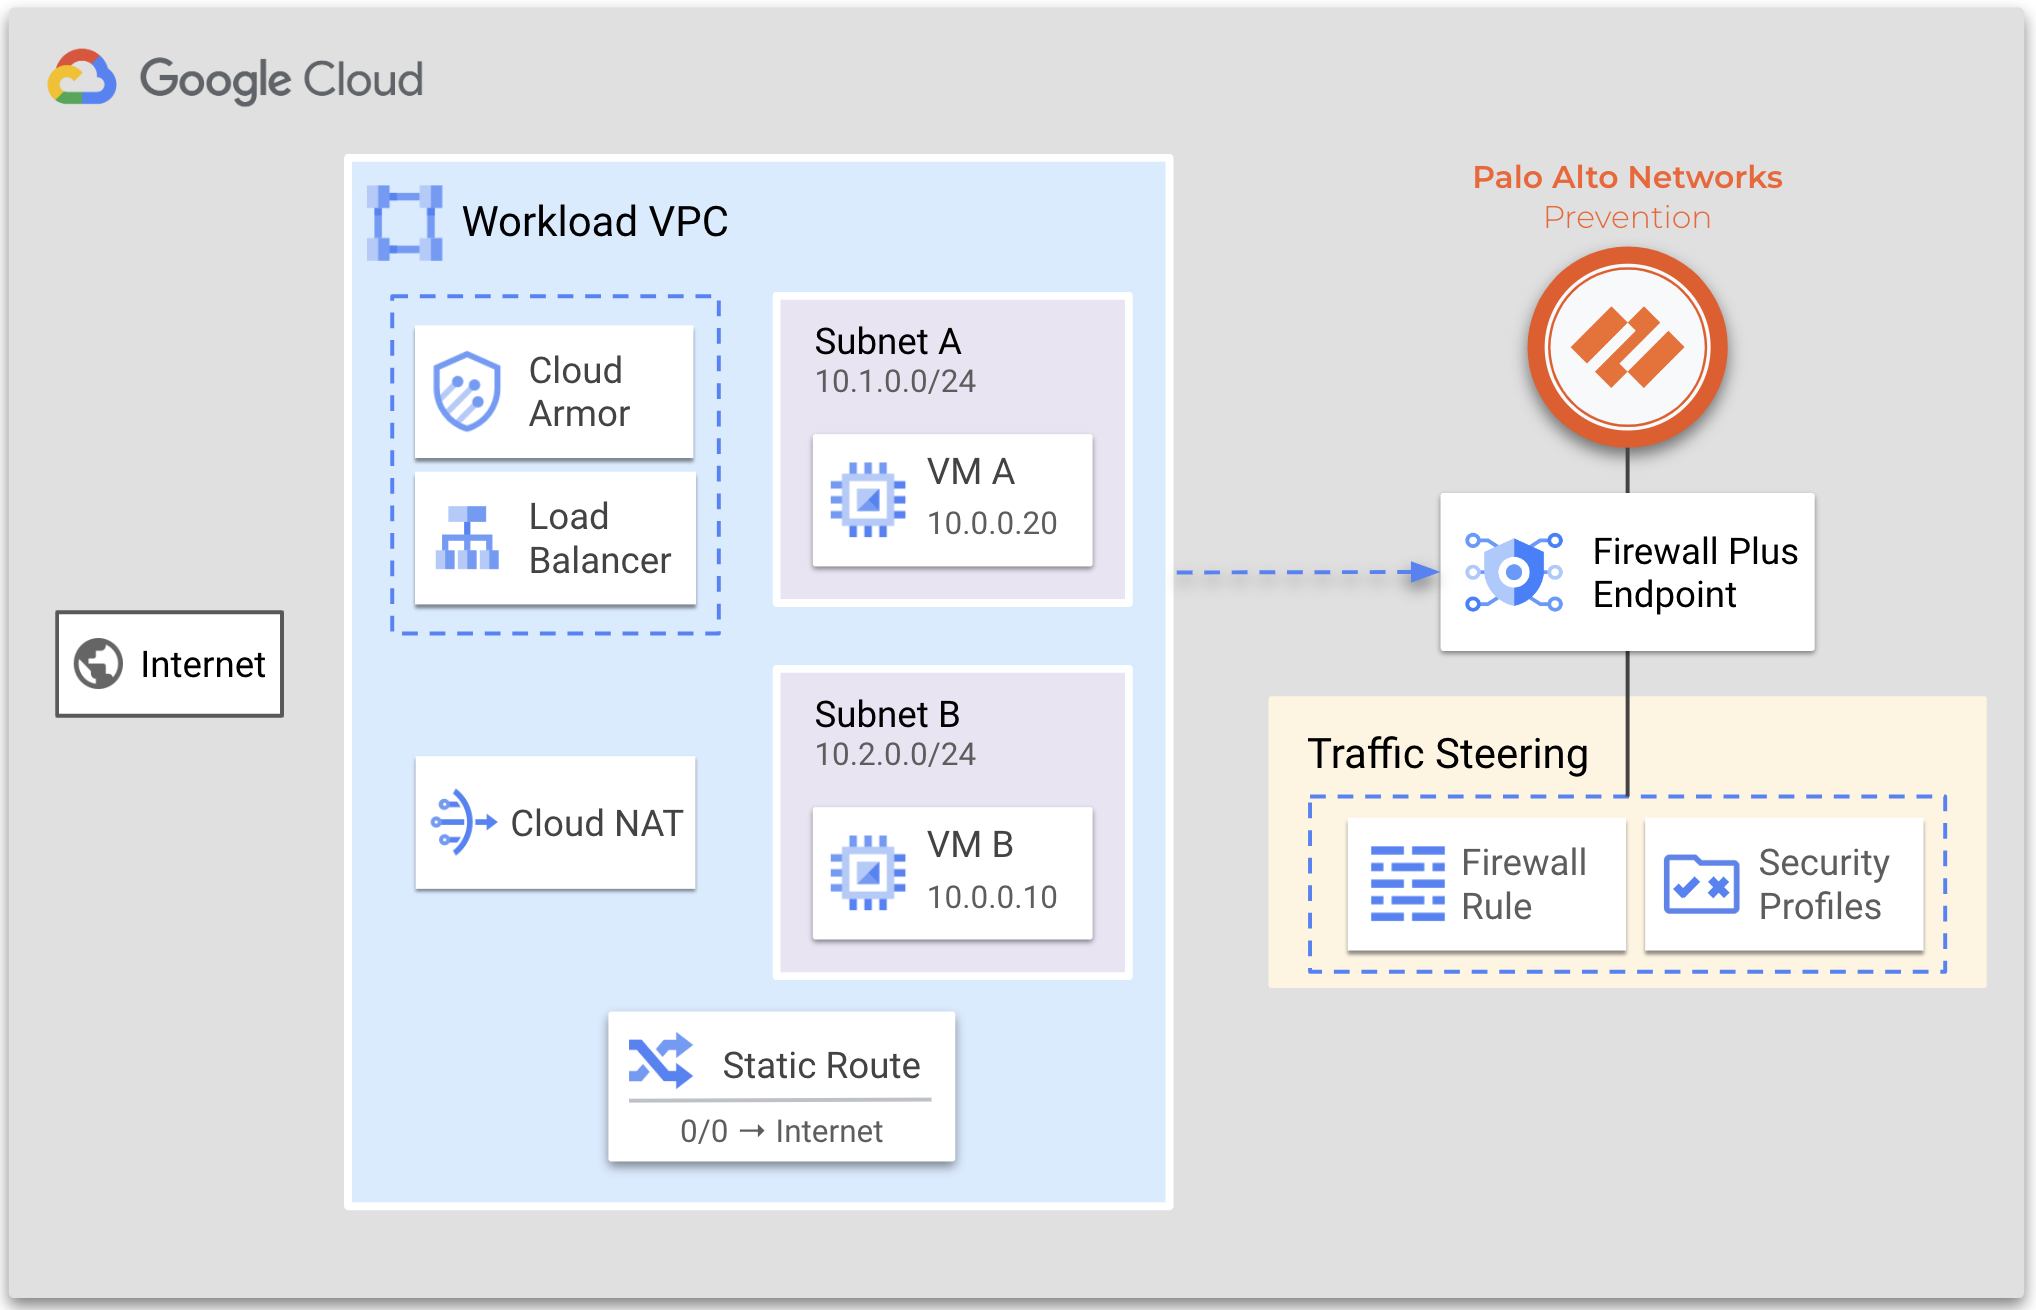 Google Cloud
Workload VPC
Cloud
Armor
Load
Balancer
Internet
Cloud NAT
Subnet A
10.1.0.0/24
VM A
10.0.0.20
Subnet B
10.2.0.0/24
VM B
10.0.0.10
Static Route
0/0 → Internet
Palo Alto Networks
Prevention
Firewall Plus
Endpoint
Traffic Steering
Firewall
Rule
Security
Profiles